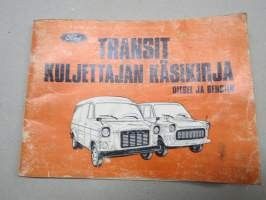 Ford
TRANSIT
KULJETTAJAN KÄSIKIRJA
DIESEL JA BENSIINI